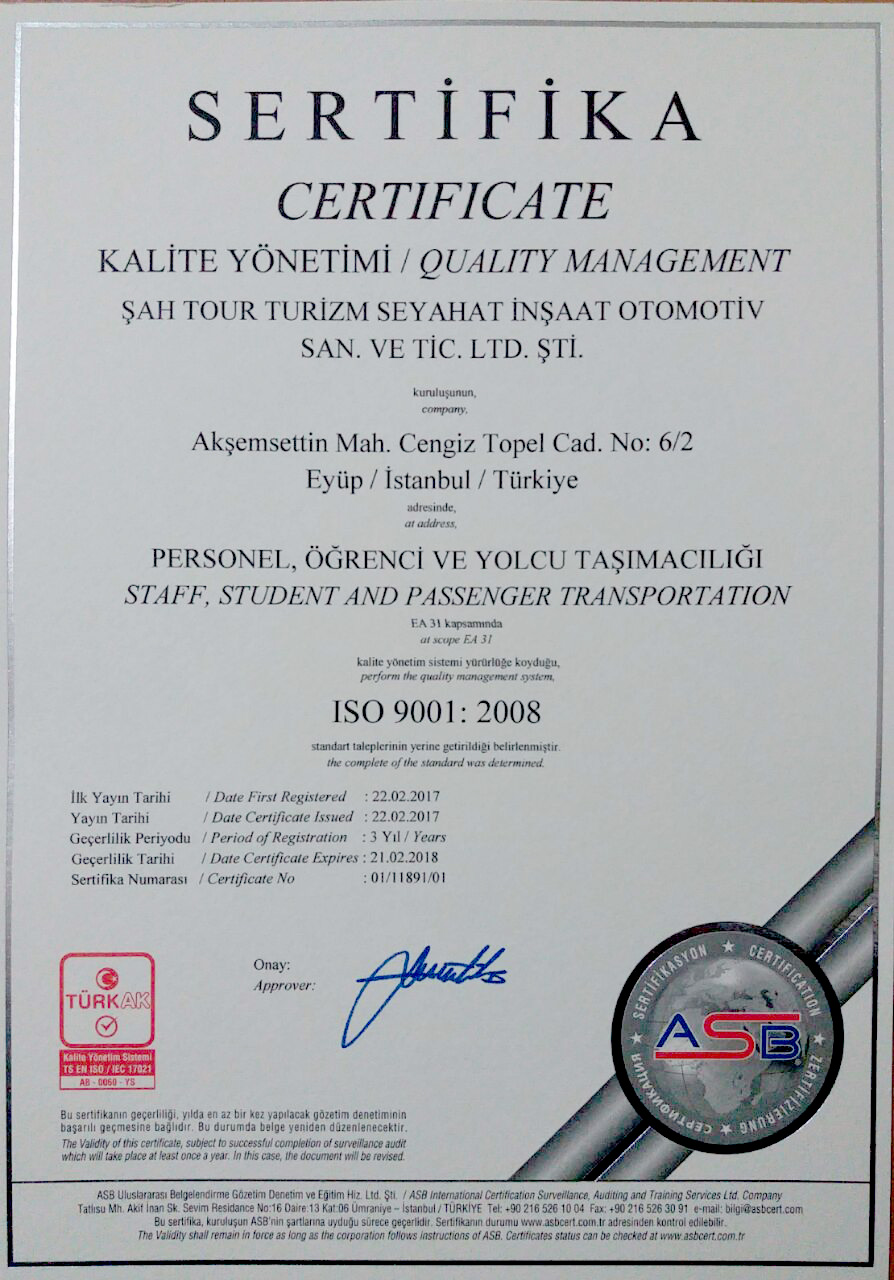 SERTİFİKA
CERTIFICATE
KALİTE YÖNETİMİ / QUALITY MANAGEMENT
ŞAH TOUR TURİZM SEYAHAT İNŞAAT OTOMOTİV
SAN. VE TİC. LTD. ŞTİ.
kuruluşunun,
company,
Akşemsettin Mah. Cengiz Topel Cad. No: 6/2
Eyüp / İstanbul / Türkiye
adresinde,
at address,
PERSONEL, ÖĞRENCİ VE YOLCU TAŞIMACILIĞI
STAFF, STUDENT AND PASSENGER TRANSPORTATION
EA 31 kapsamında
at scope EA 31
kalite yönetim sistemi yürürlüğe koyduğu,
perform the quality management system,
ISO 9001: 2008
standart taleplerinin yerine getirildiği belirlenmiştir.
the complete of the standard was determined.
İlk Yayın Tarihi / Date First Registered : 22.02.2017
Yayın Tarihi / Date Certificate Issued : 22.02.2017
Geçerlilik Periyodu / Period of Registration : 3 Yıl / Years
Geçerlilik Tarihi / Date Certificate Expires : 21.02.2018
Sertifika Numarası / Certificate No : 01/11891/01
Onay:
Approver:
TÜRKAK
Kalite Yönetim Sistemi
TS EN ISO / IEC 17021
AB - 0060 - YS
SERTİFİKASYON ★ CERTIFICATION ★ ZERTIFIZIERUNG ★ СЕРТИФИКАЦИЯ ★
ASB
Bu sertifikanın geçerliliği, yılda en az bir kez yapılacak gözetim denetiminin
başarılı geçmesine bağlıdır. Bu durumda belge yeniden düzenlenecektir.
The Validity of this certificate, subject to successful completion of surveillance audit
which will take place at least once a year. In this case, the document will be revised.
ASB Uluslararası Belgelendirme Gözetim Denetim ve Eğitim Hiz. Ltd. Şti. / ASB International Certification Surveillance, Auditing and Training Services Ltd. Company
Tatlısu Mh. Akif İnan Sk. Sevim Residance No:16 Daire:13 Kat:06 Ümraniye – İstanbul / TÜRKİYE Tel: +90 216 526 10 04 Fax: +90 216 526 30 91 e-mail: bilgi@asbcert.com
Bu sertifika, kuruluşun ASB'nin şartlarına uyduğu sürece geçerlidir. Sertifikanın durumu www.asbcert.com.tr adresinden kontrol edilebilir.
The Validity shall remain in force as long as the corporation follows instructions of ASB. Certificates status can be checked at www.asbcert.com.tr